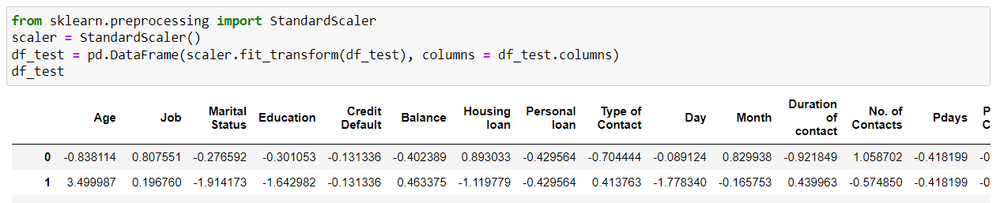 from sklearn.preprocessing import StandardScaler
scaler = StandardScaler()
df_test = pd.DataFrame(scaler.fit_transform(df_test), columns = df_test.columns)
df_test
Age Job Marital Status Education Credit Default Balance Housing loan Personal loan Type of Contact Day Month Duration of contact No. of Contacts Pdays P C
0 -0.838114 0.807551 -0.276592 -0.301053 -0.131336 -0.402389 0.893033 -0.429564 -0.704444 -0.089124 0.829938 -0.921849 1.058702 -0.418199 -0
1 3.499987 0.196760 -1.914173 -1.642982 -0.131336 0.463375 -1.119779 -0.429564 0.413763 -1.778340 -0.165753 0.439963 -0.574850 -0.418199 -0